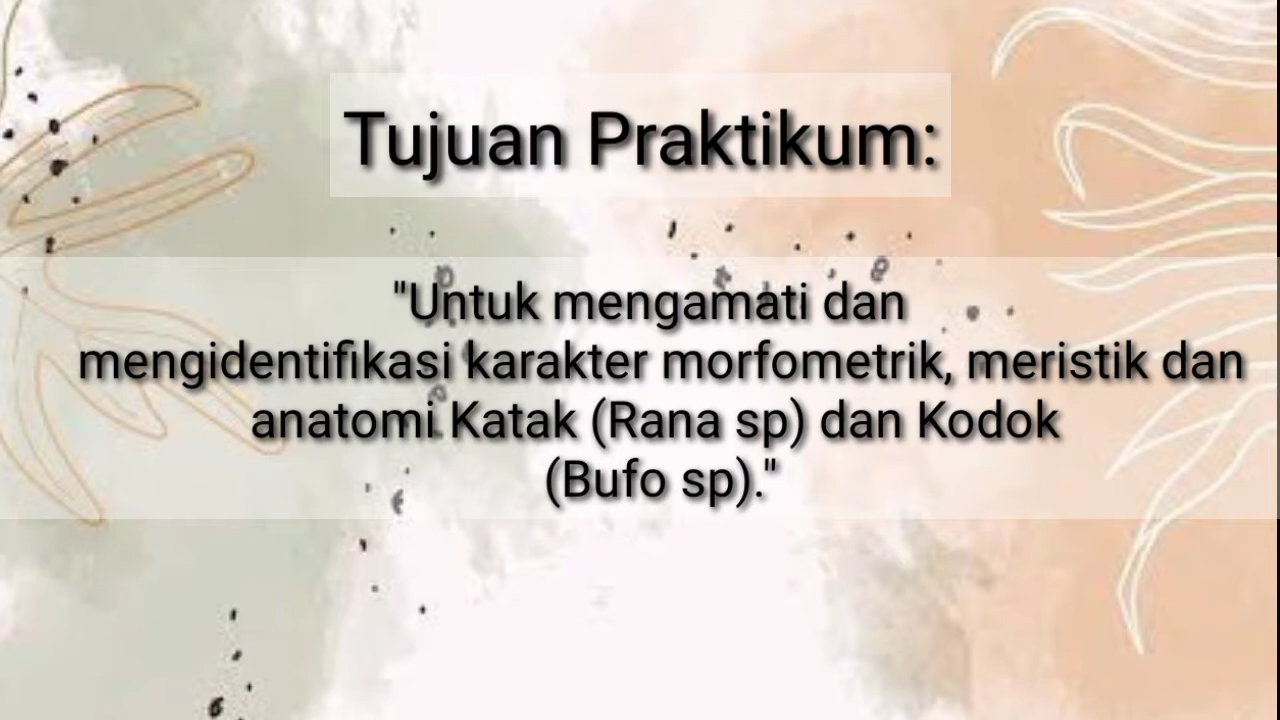 Tujuan Praktikum:
"Untuk mengamati dan
mengidentifikasi karakter morfometrik, meristik dan
anatomi Katak (Rana sp) dan Kodok
(Bufo sp)."